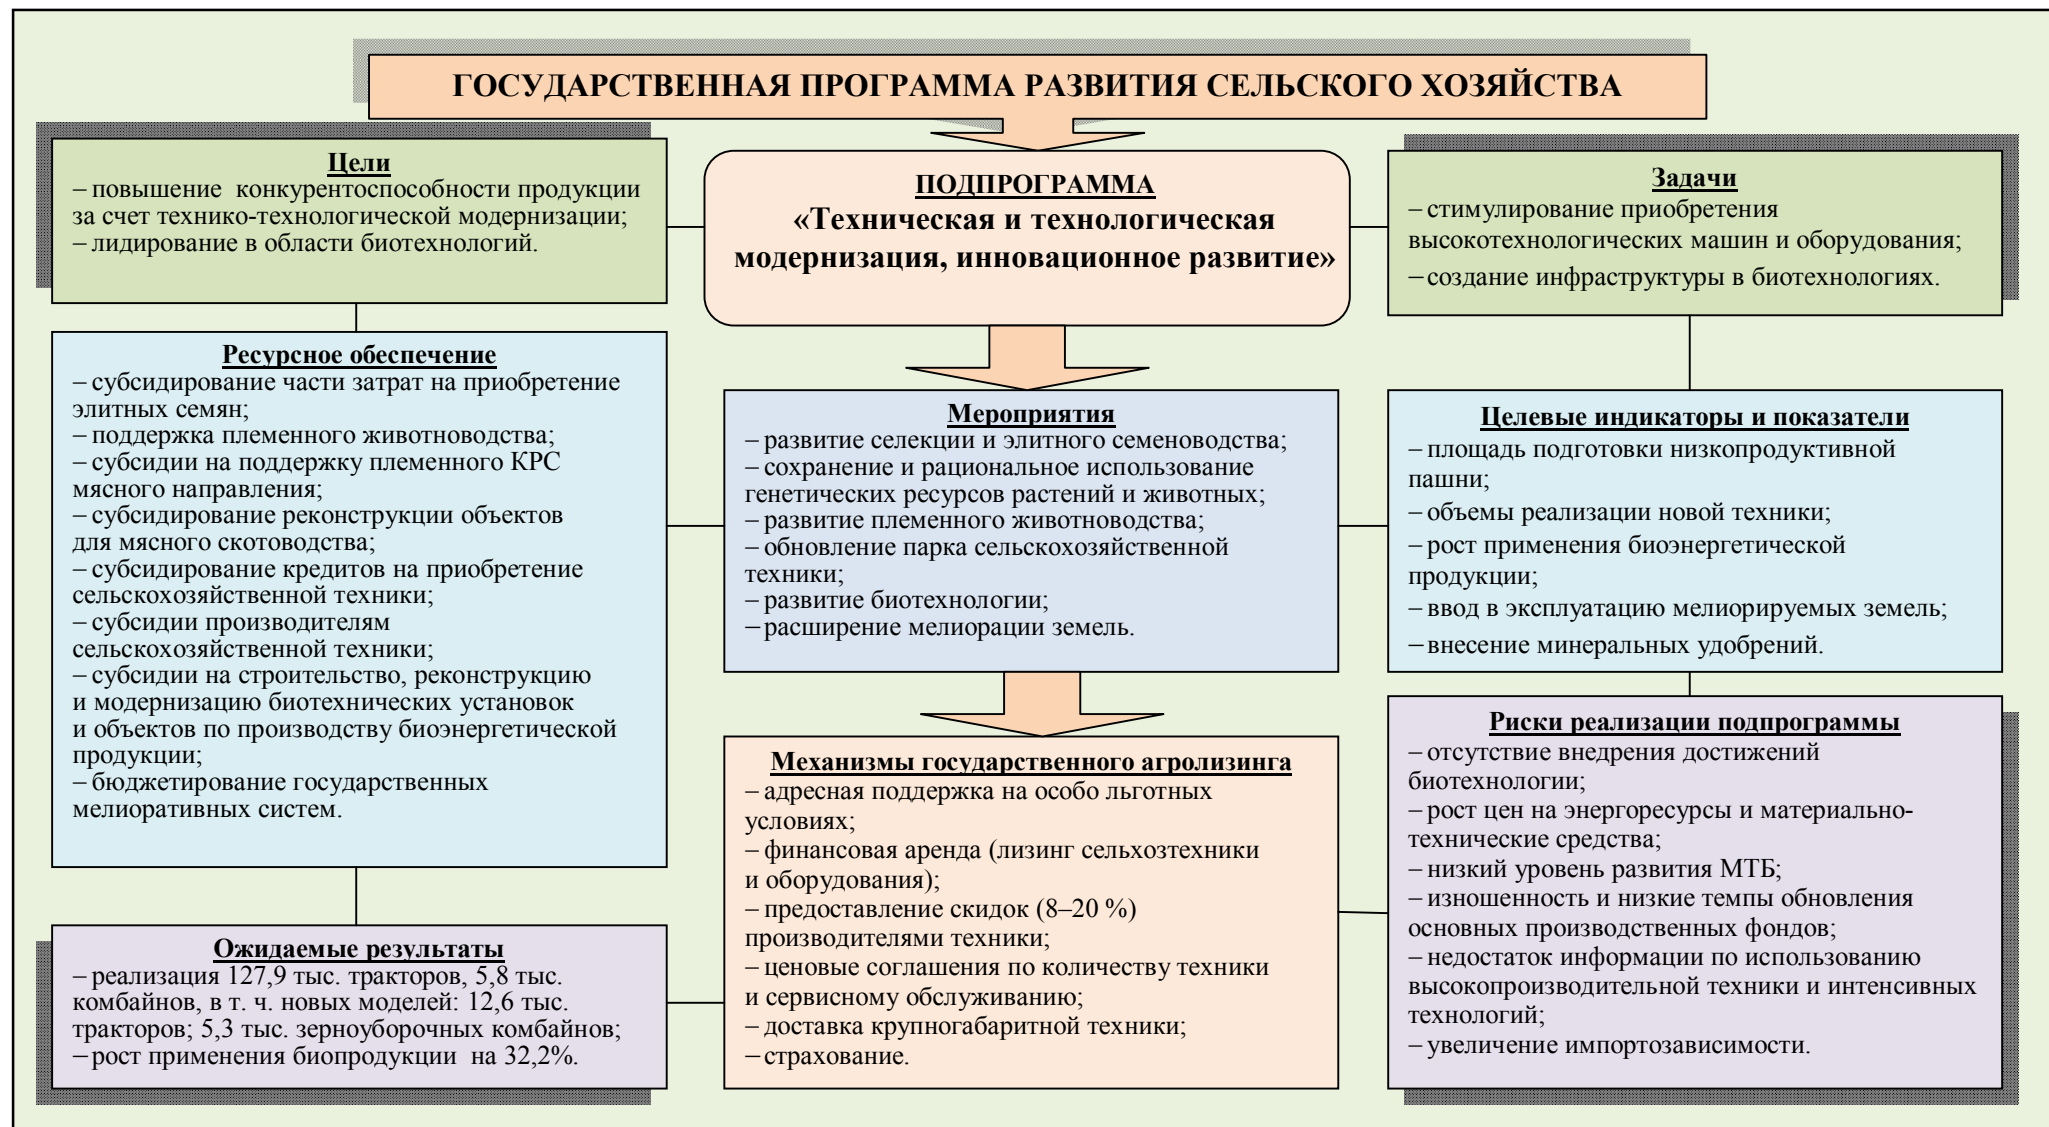 ГОСУДАРСТВЕННАЯ ПРОГРАММА РАЗВИТИЯ СЕЛЬСКОГО ХОЗЯЙСТВА
Цели
– повышение конкурентоспособности продукции
за счет технико-технологической модернизации;
– лидирование в области биотехнологий.
ПОДПРОГРАММА
«Техническая и технологическая
модернизация, инновационное развитие»
Задачи
– стимулирование приобретения
высокотехнологических машин и оборудования;
– создание инфраструктуры в биотехнологиях.
Ресурсное обеспечение
– субсидирование части затрат на приобретение
элитных семян;
– поддержка племенного животноводства;
– субсидии на поддержку племенного КРС
мясного направления;
– субсидирование реконструкции объектов
для мясного скотоводства;
– субсидирование кредитов на приобретение
сельскохозяйственной техники;
– субсидии производителям
сельскохозяйственной техники;
– субсидии на строительство, реконструкцию
и модернизацию биотехнических установок
и объектов по производству биоэнергетической
продукции;
– бюджетирование государственных
мелиоративных систем.
Мероприятия
– развитие селекции и элитного семеноводства;
– сохранение и рациональное использование
генетических ресурсов растений и животных;
– развитие племенного животноводства;
– обновление парка сельскохозяйственной
техники;
– развитие биотехнологии;
– расширение мелиорации земель.
Целевые индикаторы и показатели
– площадь подготовки низкопродуктивной
пашни;
– объемы реализации новой техники;
– рост применения биоэнергетической
продукции;
– ввод в эксплуатацию мелиорируемых земель;
– внесение минеральных удобрений.
Механизмы государственного агролизинга
– адресная поддержка на особо льготных
условиях;
– финансовая аренда (лизинг сельхозтехники
и оборудования);
– предоставление скидок (8–20 %)
производителями техники;
– ценовые соглашения по количеству техники
и сервисному обслуживанию;
– доставка крупногабаритной техники;
– страхование.
Риски реализации подпрограммы
– отсутствие внедрения достижений
биотехнологии;
– рост цен на энергоресурсы и материально-
технические средства;
– низкий уровень развития МТБ;
– изношенность и низкие темпы обновления
основных производственных фондов;
– недостаток информации по использованию
высокопроизводительной техники и интенсивных
технологий;
– увеличение импортозависимости.
Ожидаемые результаты
– реализация 127,9 тыс. тракторов, 5,8 тыс.
комбайнов, в т. ч. новых моделей: 12,6 тыс.
тракторов; 5,3 тыс. зерноуборочных комбайнов;
– рост применения биопродукции на 32,2%.